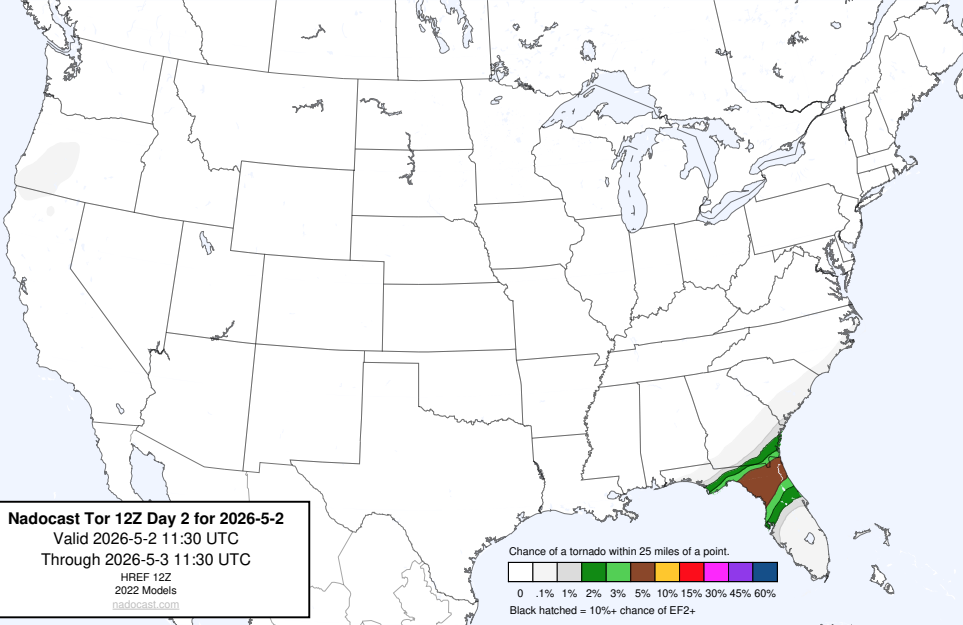 Nadocast Tor 12Z Day 2 for 2026-5-2
Valid 2026-5-2 11:30 UTC
Through 2026-5-3 11:30 UTC
HREF 12Z
2022 Models
nadocast.com
Chance of a tornado within 25 miles of a point.
0 .1% 1% 2% 3% 5% 10% 15% 30% 45% 60%
Black hatched = 10%+ chance of EF2+